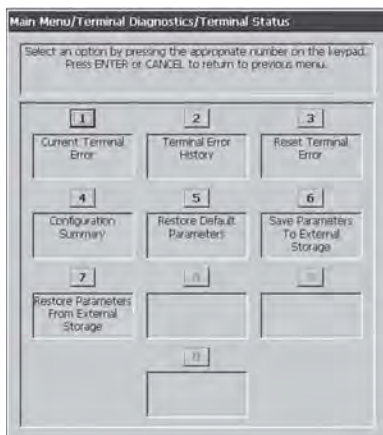 Main Menu/Terminal Diagnostics/Terminal Status
Select an option by pressing the appropriate
number on the keypad.
Press ENTER or CANCEL to return to
previous menu.
1
2
3
Current Terminal
Error
Terminal Error
History
Reset Terminal
Error
4
5
6
Configuration
Summary
Restore Default
Parameters
Save Parameters
To External
Storage
7
Restore Parameters
From External
Storage